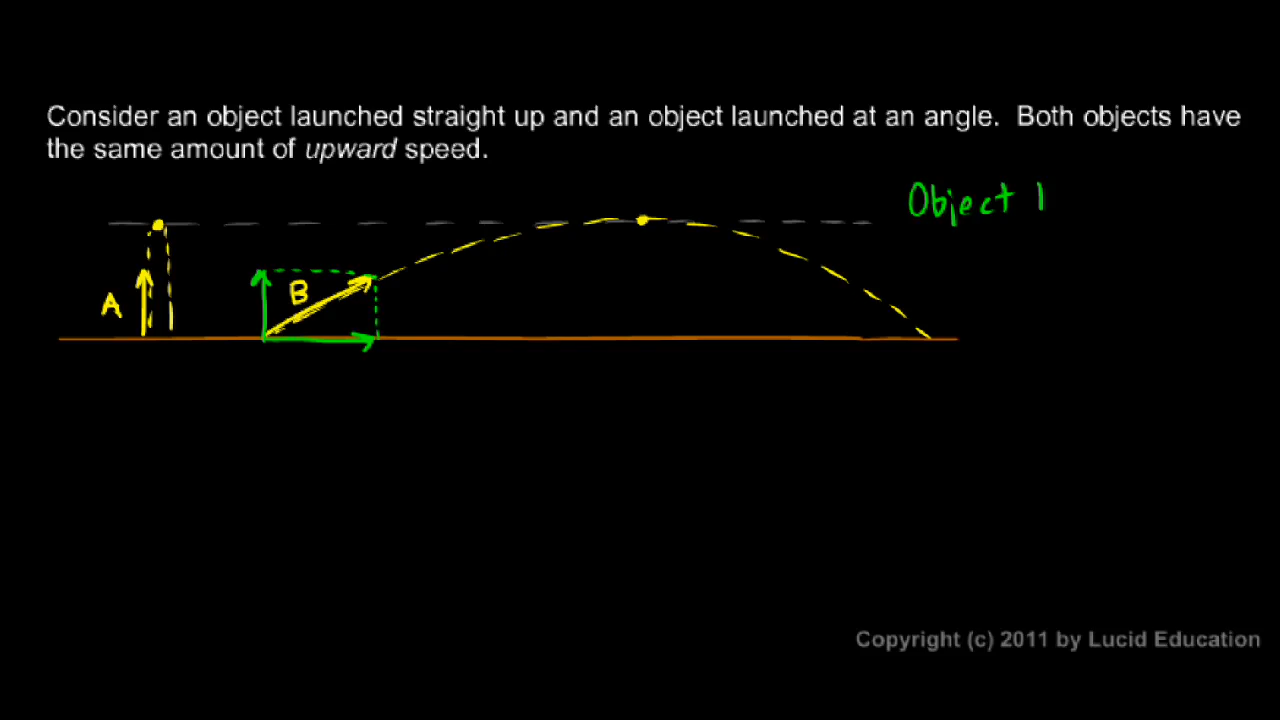 Consider an object launched straight up and an object launched at an angle.  Both objects have
the same amount of upward speed.
Object 1
A
B
Copyright (c) 2011 by Lucid Education